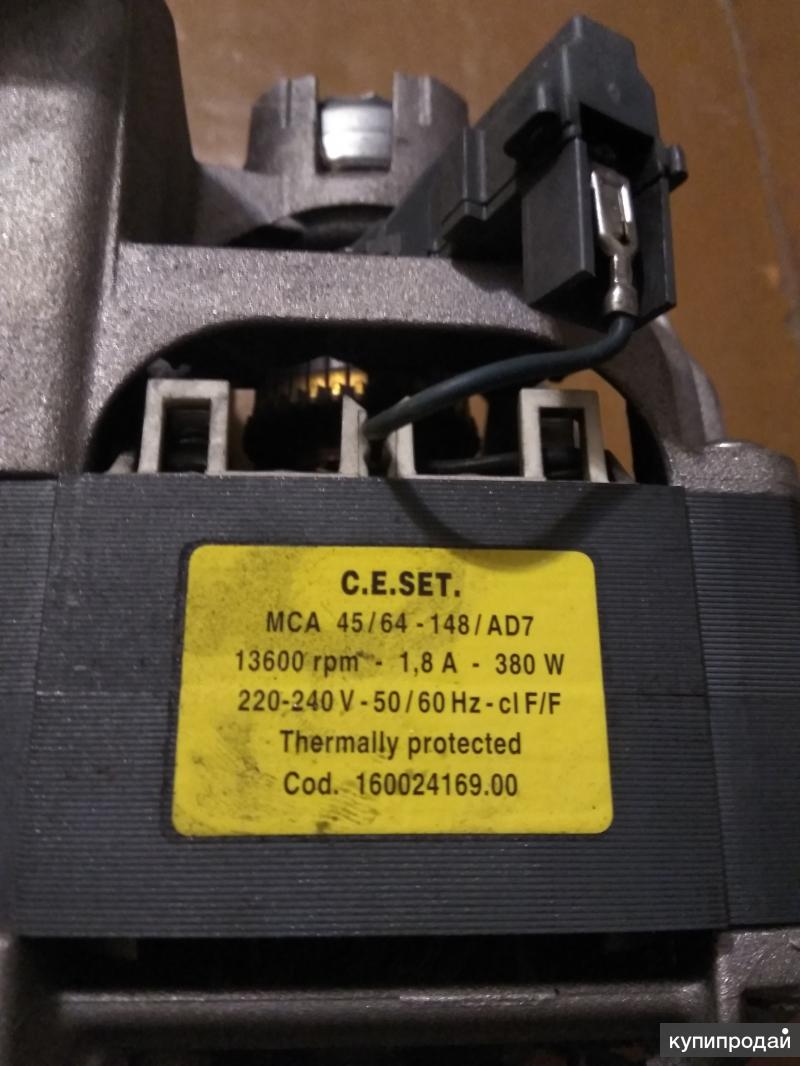 C.E.SET.
MCA 45/64 - 148/AD7
13600 rpm - 1,8 A - 380 W
220-240 V - 50/60 Hz - cl F/F
Thermally protected
Cod. 160024169.00
купипродай